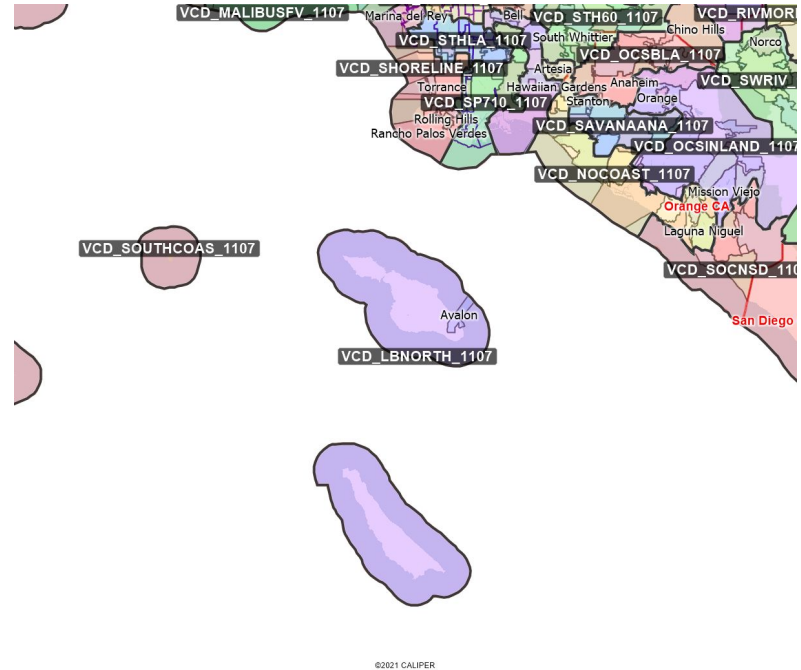 VCD_MALIBUSFV_1107
Marina del Rey
Bell
VCD_STH60_1107
VCD_RIVMOR
Chino Hills
VCD_STHLA_1107
South Whittier
Norco
VCD_OCSBLA_1107
VCD_SHORELINE_1107
Artesia
VCD_SWRIV_
Torrance
Hawaiian Gardens
Anaheim
VCD_SP710_1107
Stanton
Orange
Rolling Hills
VCD_SAVANAANA_1107
Rancho Palos Verdes
VCD_OCSINLAND_1107
VCD_NOCOAST_1107
Mission Viejo
Orange CA
Laguna Niguel
VCD_SOUTHCOAS_1107
VCD_SOCNSD_110
Avalon
San Diego
VCD_LBNORTH_1107
©2021 CALIPER